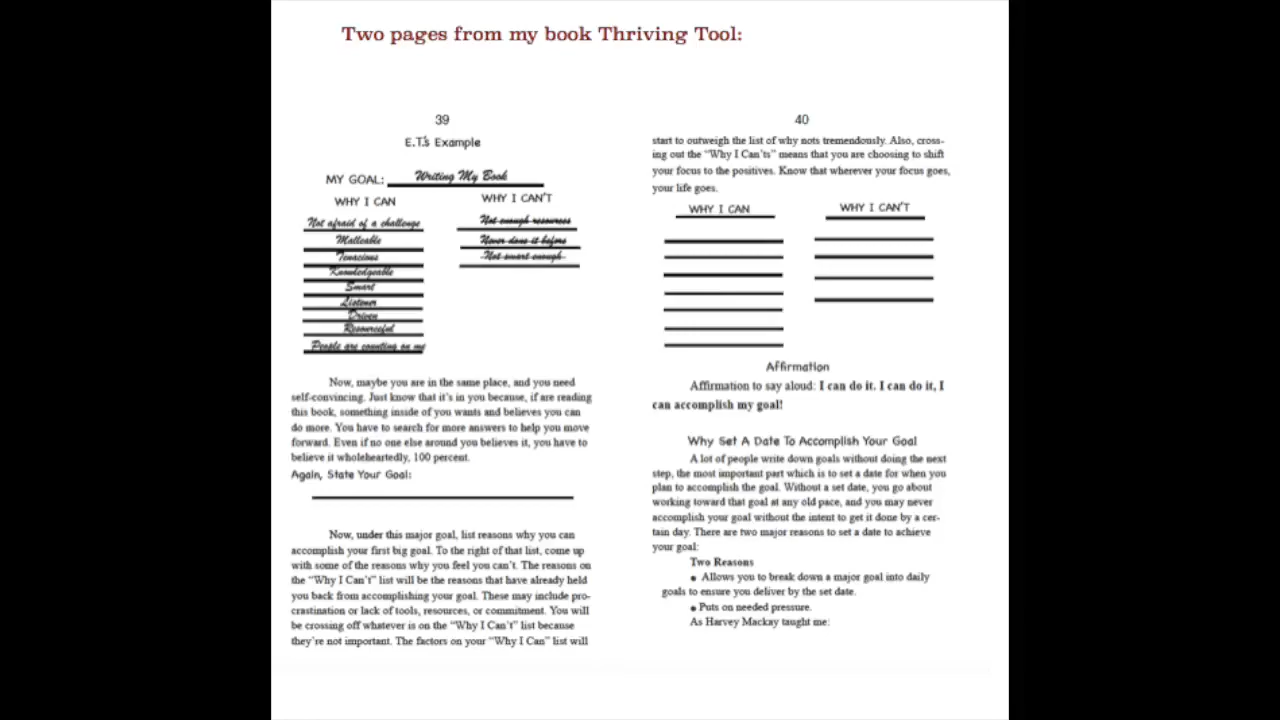 Two pages from my book Thriving Tool:
39
E.T.'s Example
MY GOAL: Writing My Book
WHY I CAN
Not afraid of a challenge
Malleable
Tenacious
Knowledgeable
Smart
Listener
Driven
Resourceful
People are counting on me
WHY I CAN'T
Not enough resources
Never done it before
Not smart enough
Now, maybe you are in the same place, and you need
self-convincing. Just know that it's in you because, if are reading
this book, something inside of you wants and believes you can
do more. You have to search for more answers to help you move
forward. Even if no one else around you believes it, you have to
believe it wholeheartedly, 100 percent.
Again, State Your Goal:
Now, under this major goal, list reasons why you can
accomplish your first big goal. To the right of that list, come up
with some of the reasons why you feel you can't. The reasons on
the "Why I Can't" list will be the reasons that have already held
you back from accomplishing your goal. These may include pro-
crastination or lack of tools, resources, or commitment. You will
be crossing off whatever is on the "Why I Can't" list because
they're not important. The factors on your "Why I Can" list will
40
start to outweigh the list of why nots tremendously. Also, cross-
ing out the "Why I Can'ts" means that you are choosing to shift
your focus to the positives. Know that wherever your focus goes,
your life goes.
WHY I CAN
WHY I CAN'T
Affirmation
Affirmation to say aloud: I can do it. I can do it, I
can accomplish my goal!
Why Set A Date To Accomplish Your Goal
A lot of people write down goals without doing the next
step, the most important part which is to set a date for when you
plan to accomplish the goal. Without a set date, you go about
working toward that goal at any old pace, and you may never
accomplish your goal without the intent to get it done by a cer-
tain day. There are two major reasons to set a date to achieve
your goal:
Two Reasons
● Allows you to break down a major goal into daily
goals to ensure you deliver by the set date.
● Puts on needed pressure.
As Harvey Mackay taught me: